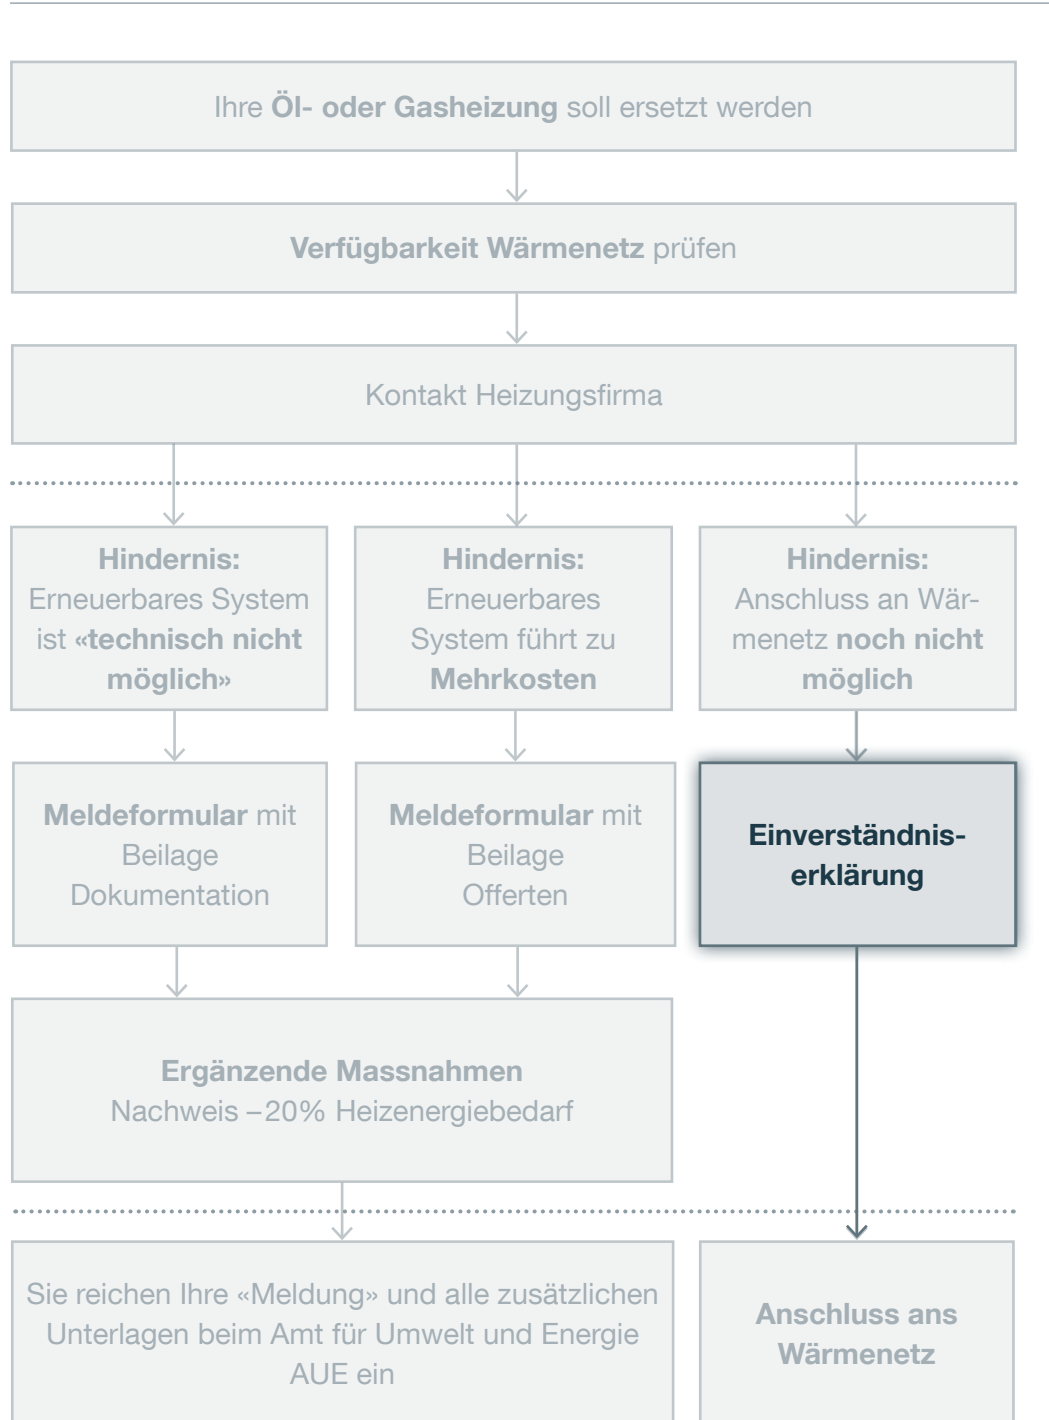 Ihre Öl- oder Gasheizung soll ersetzt werden
Verfügbarkeit Wärmenetz prüfen
Kontakt Heizungsfirma
Hindernis:
Erneuerbares System
ist «technisch nicht
möglich»
Hindernis:
Erneuerbares
System führt zu
Mehrkosten
Hindernis:
Anschluss an Wär-
menetz noch nicht
möglich
Meldeformular mit
Beilage
Dokumentation
Meldeformular mit
Beilage
Offerten
Einverständnis-
erklärung
Ergänzende Massnahmen
Nachweis –20% Heizenergiebedarf
Sie reichen Ihre «Meldung» und alle zusätzlichen
Unterlagen beim Amt für Umwelt und Energie
AUE ein
Anschluss ans
Wärmenetz